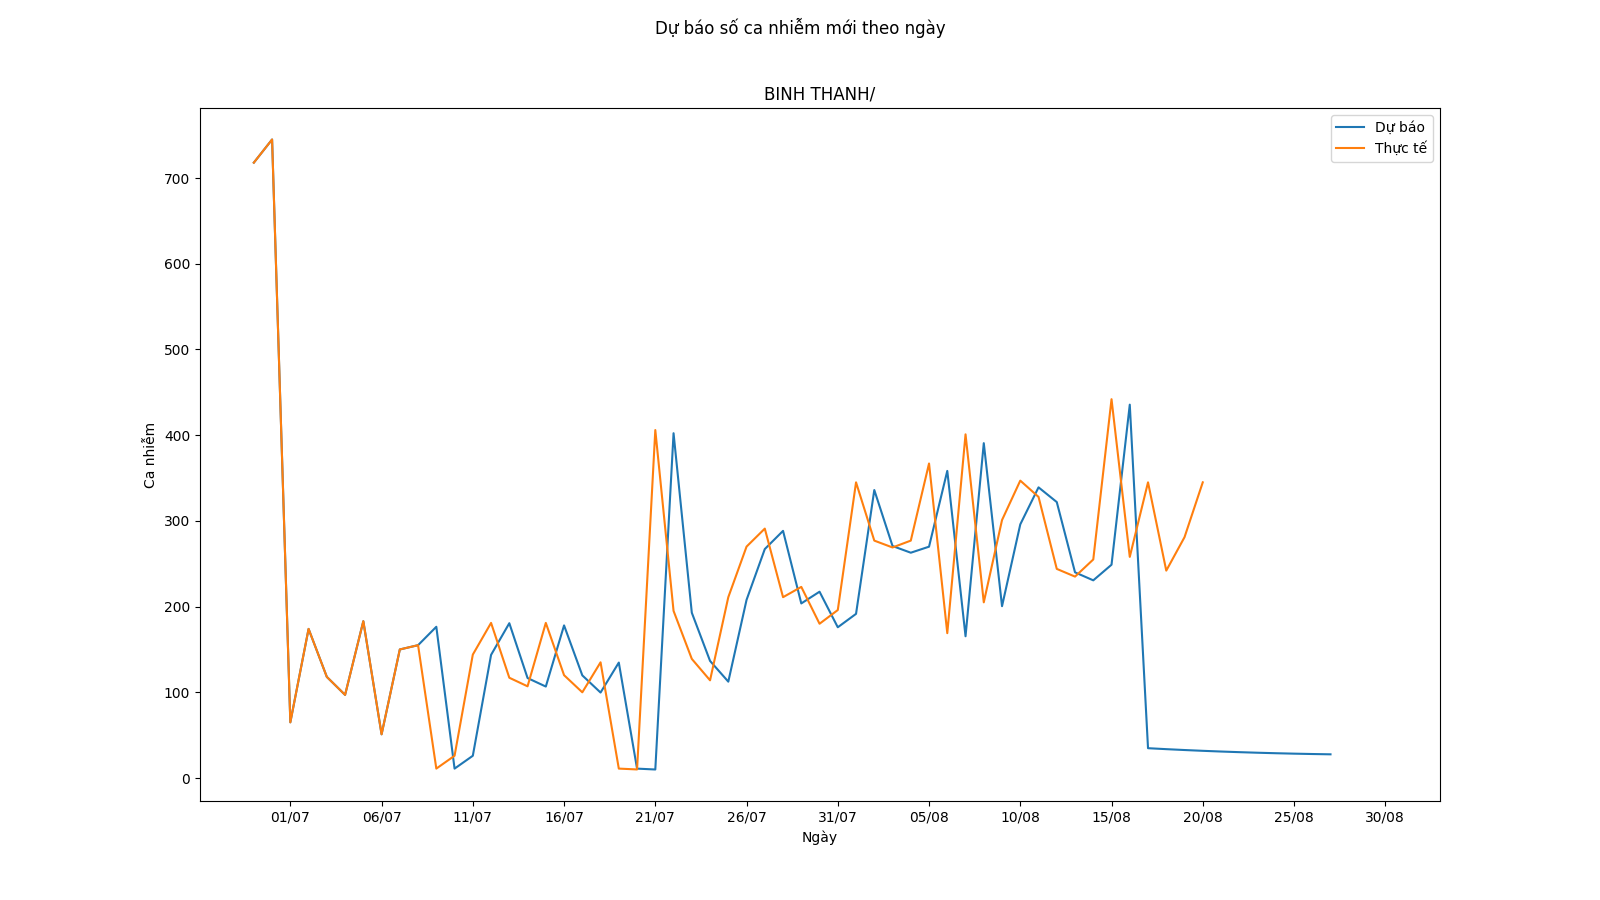 Dự báo số ca nhiễm mới theo ngày
BINH THANH/
Dự báo
Thực tế
Ca nhiễm
700
600
500
400
300
200
100
0
01/07 06/07 11/07 16/07 21/07 26/07 31/07 05/08 10/08 15/08 20/08 25/08 30/08
Ngày